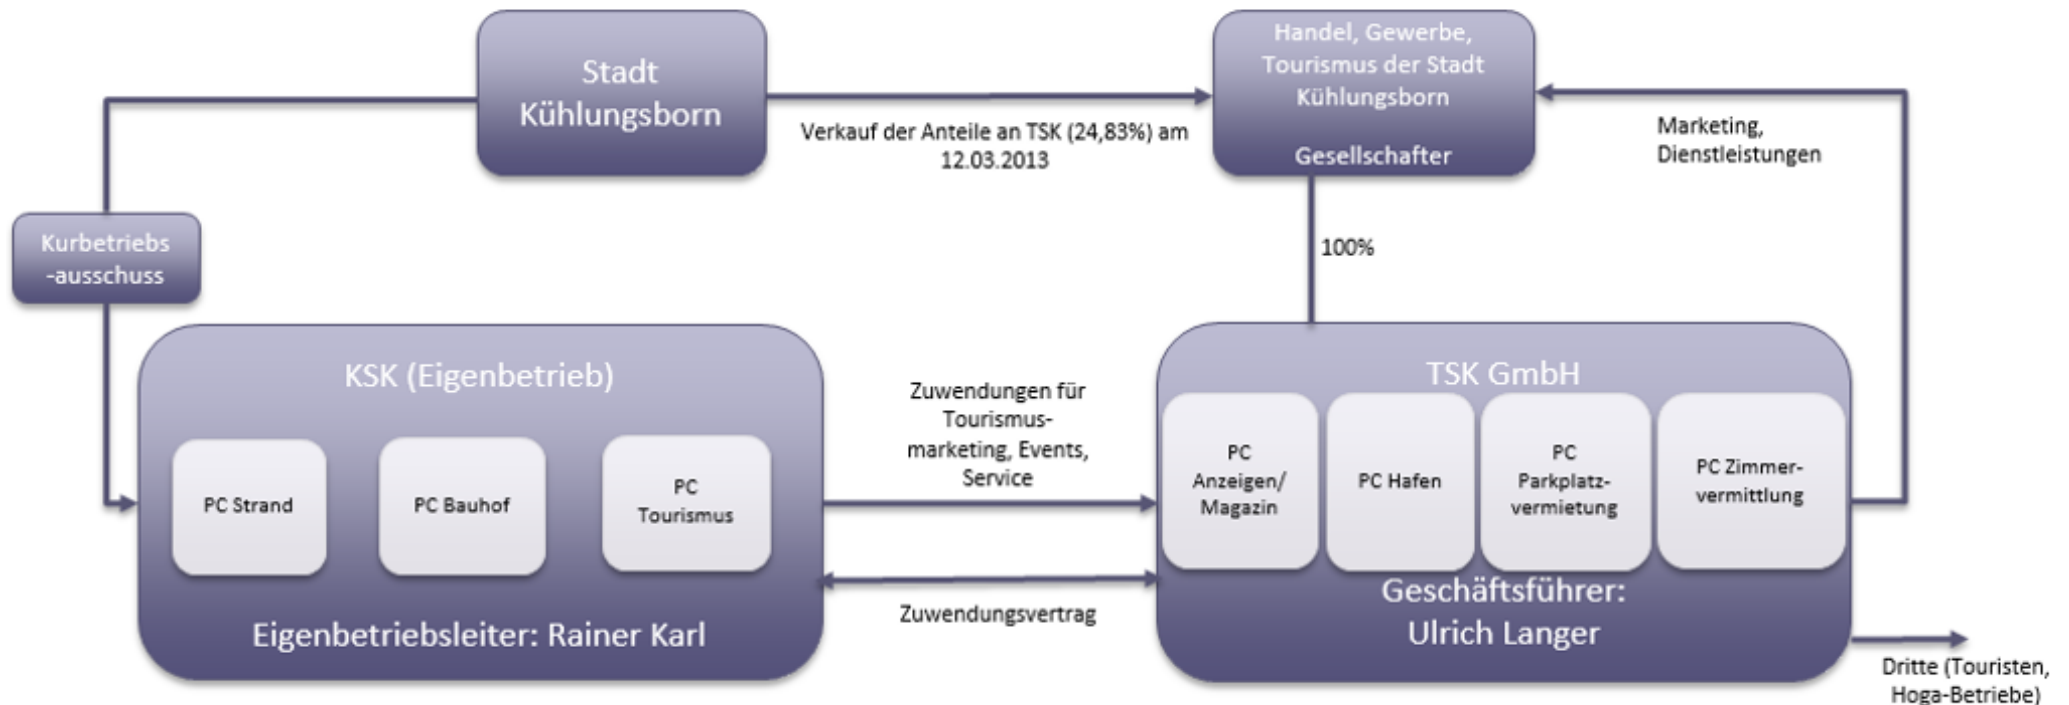 Stadt
Kühlungsborn
Verkauf der Anteile an TSK (24,83%) am
12.03.2013
Handel, Gewerbe,
Tourismus der Stadt
Kühlungsborn
Gesellschafter
Marketing,
Dienstleistungen
Kurbetriebs
-ausschuss
100%
KSK (Eigenbetrieb)
PC Strand
PC Bauhof
PC
Tourismus
Eigenbetriebsleiter: Rainer Karl
Zuwendungen für
Tourismus-
marketing, Events,
Service
Zuwendungsvertrag
TSK GmbH
PC
Anzeigen/
Magazin
PC Hafen
PC
Parkplatz-
vermietung
PC Zimmer-
vermittlung
Geschäftsführer:
Ulrich Langer
Dritte (Touristen,
Hoga-Betriebe)